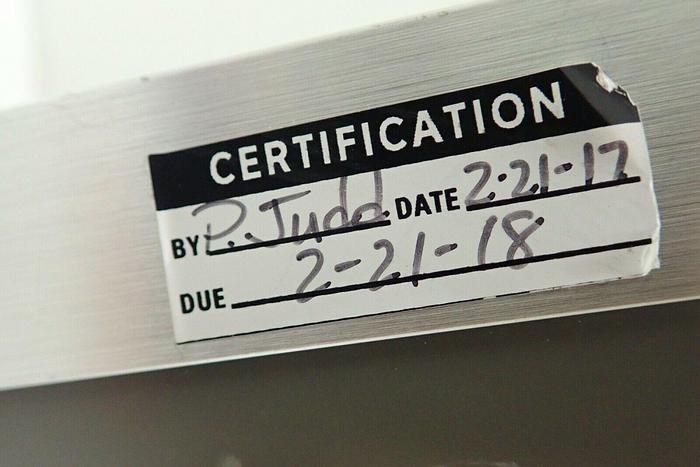 CERTIFICATION
BY P. Judd DATE 2-21-17
DUE 2-21-18